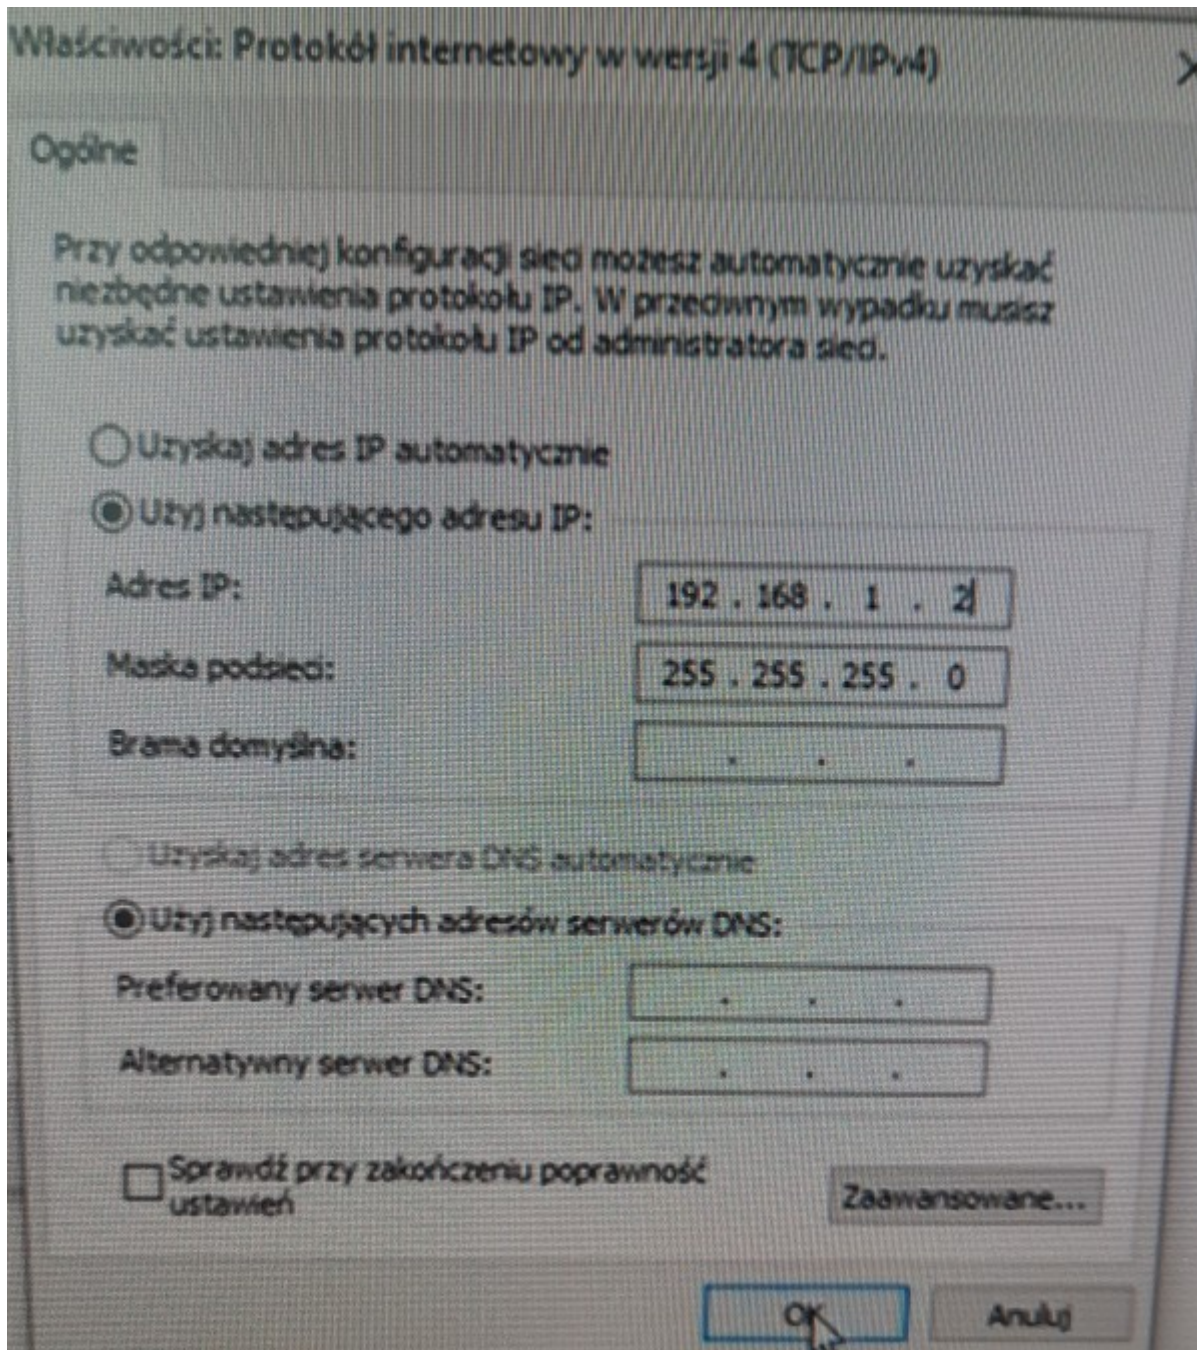 Właściwości: Protokół internetowy w wersji 4 (TCP/IPv4)
Ogólne
Przy odpowiedniej konfiguracji sieci możesz automatycznie uzyskać
niezbędne ustawienia protokołu IP. W przeciwnym wypadku musisz
uzyskać ustawienia protokołu IP od administratora sieci.
Uzyskaj adres IP automatycznie
Użyj następującego adresu IP:
Adres IP: 192 . 168 . 1 . 2
Maska podsieci: 255 . 255 . 255 . 0
Brama domyślna: . . .
Uzyskaj adres serwera DNS automatycznie
Użyj następujących adresów serwerów DNS:
Preferowany serwer DNS: . . .
Alternatywny serwer DNS: . . .
Sprawdź przy zakończeniu poprawność
ustawień
Zaawansowane...
OK Anuluj